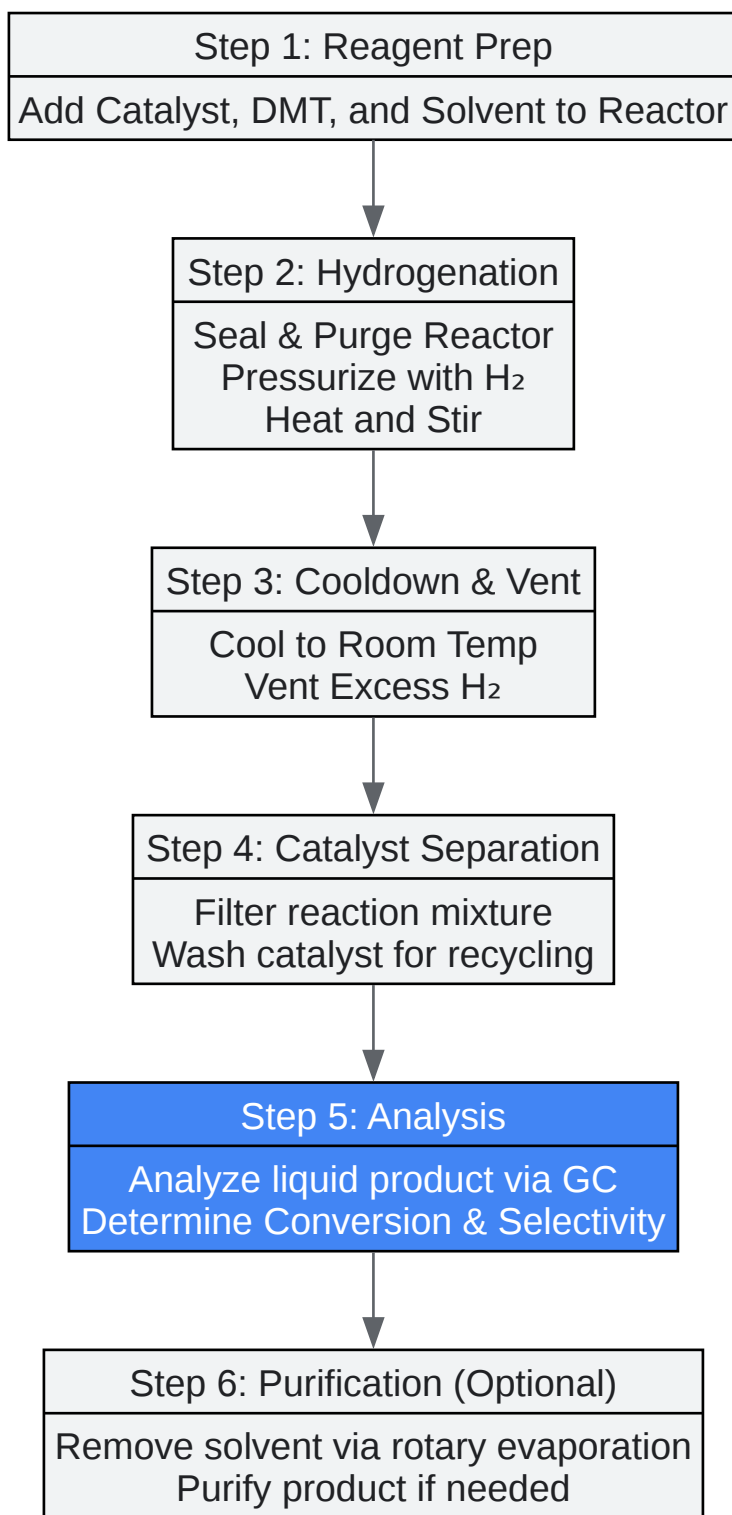 Step 1: Reagent Prep
Add Catalyst, DMT, and Solvent to Reactor
Step 2: Hydrogenation
Seal & Purge Reactor
Pressurize with H₂
Heat and Stir
Step 3: Cooldown & Vent
Cool to Room Temp
Vent Excess H₂
Step 4: Catalyst Separation
Filter reaction mixture
Wash catalyst for recycling
Step 5: Analysis
Analyze liquid product via GC
Determine Conversion & Selectivity
Step 6: Purification (Optional)
Remove solvent via rotary evaporation
Purify product if needed